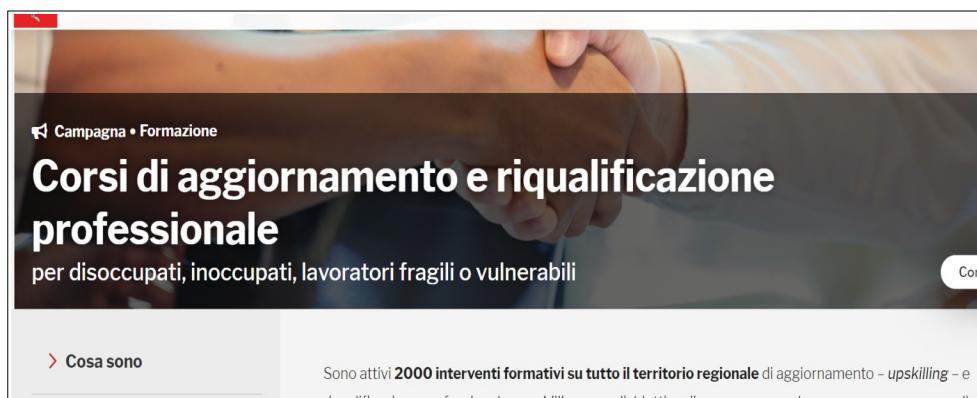 Campagna • Formazione
Corsi di aggiornamento e riqualificazione
professionale
per disoccupati, inoccupati, lavoratori fragili o vulnerabili
Cosa sono
Sono attivi 2000 interventi formativi su tutto il territorio regionale di aggiornamento – upskilling – e